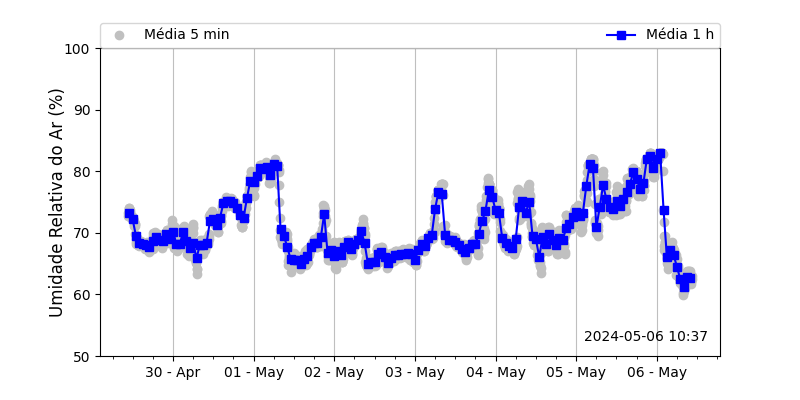 Média 5 min
Média 1 h
Umidade Relativa do Ar (%)
100
90
80
70
60
50
2024-05-06 10:37
30 - Apr
01 - May
02 - May
03 - May
04 - May
05 - May
06 - May